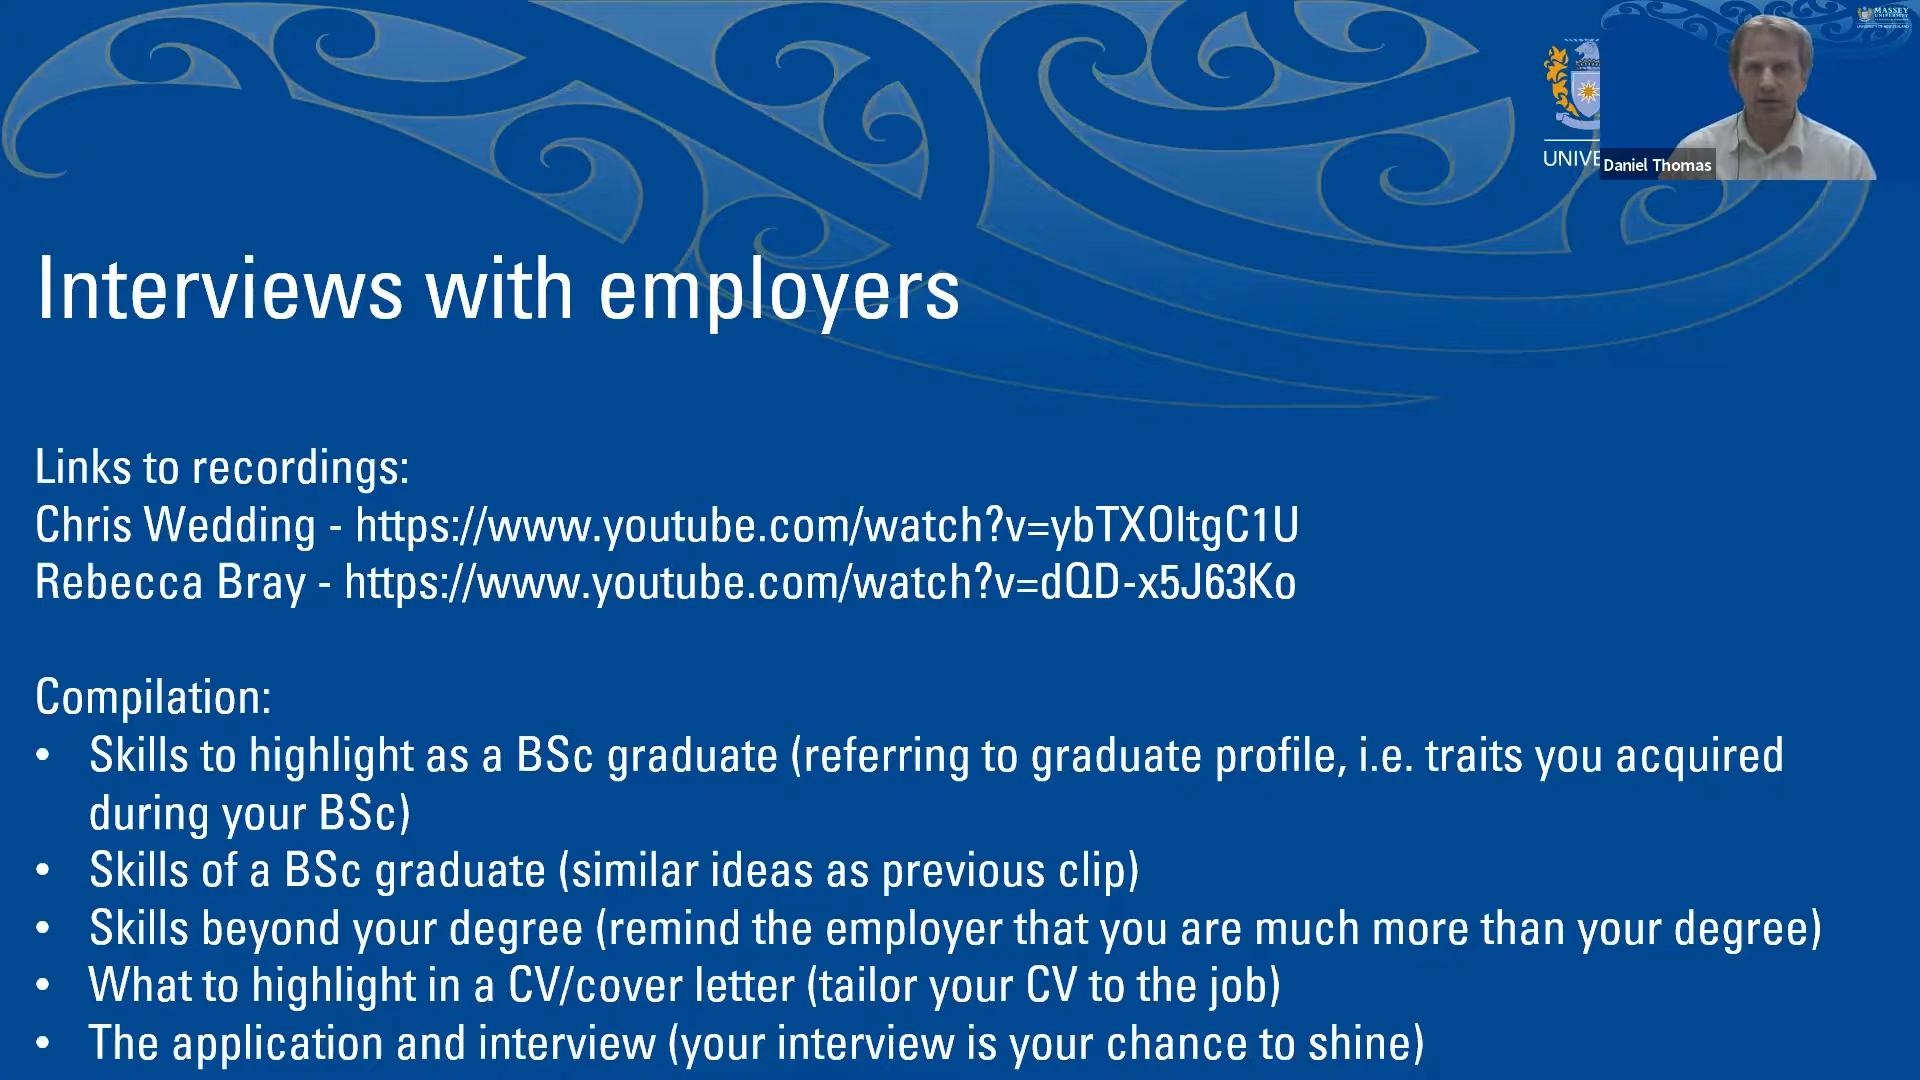 MASSEY
UNIVERSITY
UNIVE
Daniel Thomas
Interviews with employers
Links to recordings:
Chris Wedding - https://www.youtube.com/watch?v=ybTXOltgC1U
Rebecca Bray - https://www.youtube.com/watch?v=dQD-x5J63Ko
Compilation:
• Skills to highlight as a BSc graduate (referring to graduate profile, i.e. traits you acquired
during your BSc)
• Skills of a BSc graduate (similar ideas as previous clip)
• Skills beyond your degree (remind the employer that you are much more than your degree)
• What to highlight in a CV/cover letter (tailor your CV to the job)
• The application and interview (your interview is your chance to shine)